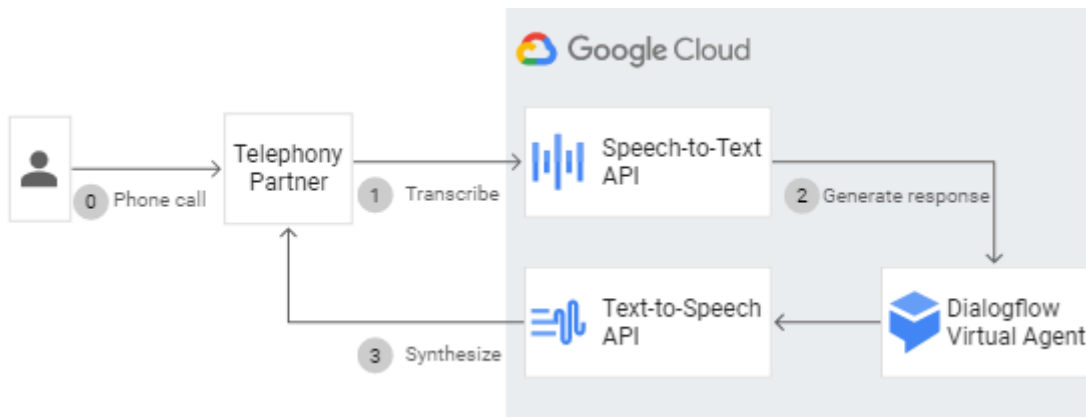 Google Cloud
Telephony
Partner
Speech-to-Text
API
0 Phone call
1 Transcribe
2 Generate response
Text-to-Speech
API
Dialogflow
Virtual Agent
3 Synthesize